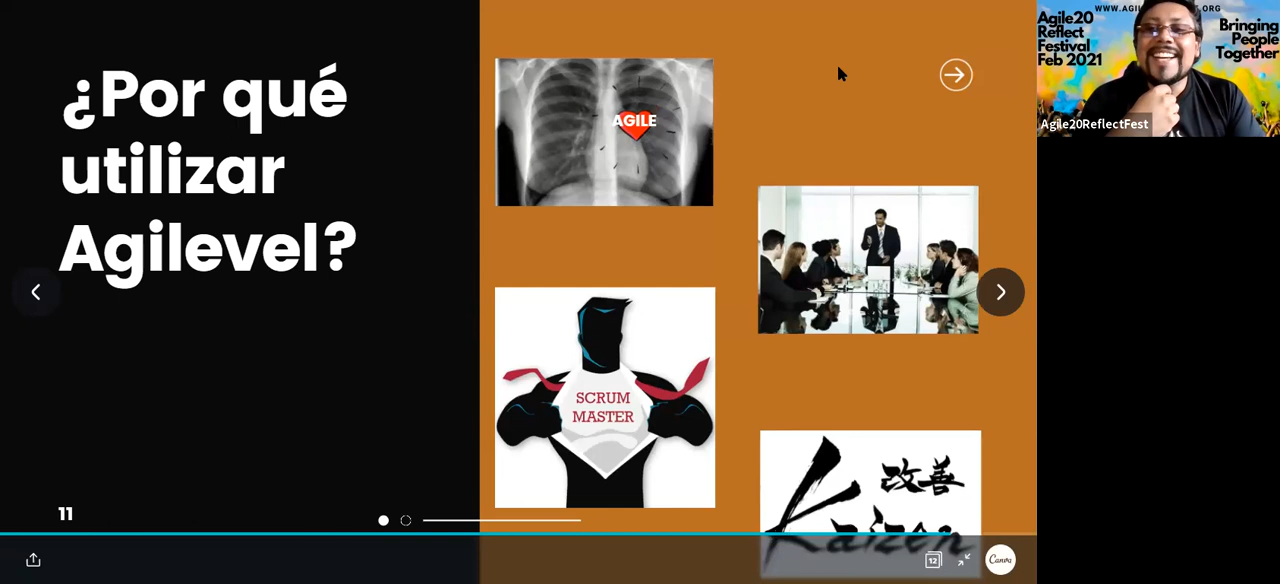 ¿Por qué
utilizar
Agilevel?
11
AGILE
SCRUM
MASTER
改善
Kaizen
12
Canva
Agile20
Reflect
Festival
Feb 2021
Bringing
People
Together
Agile20ReflectFest